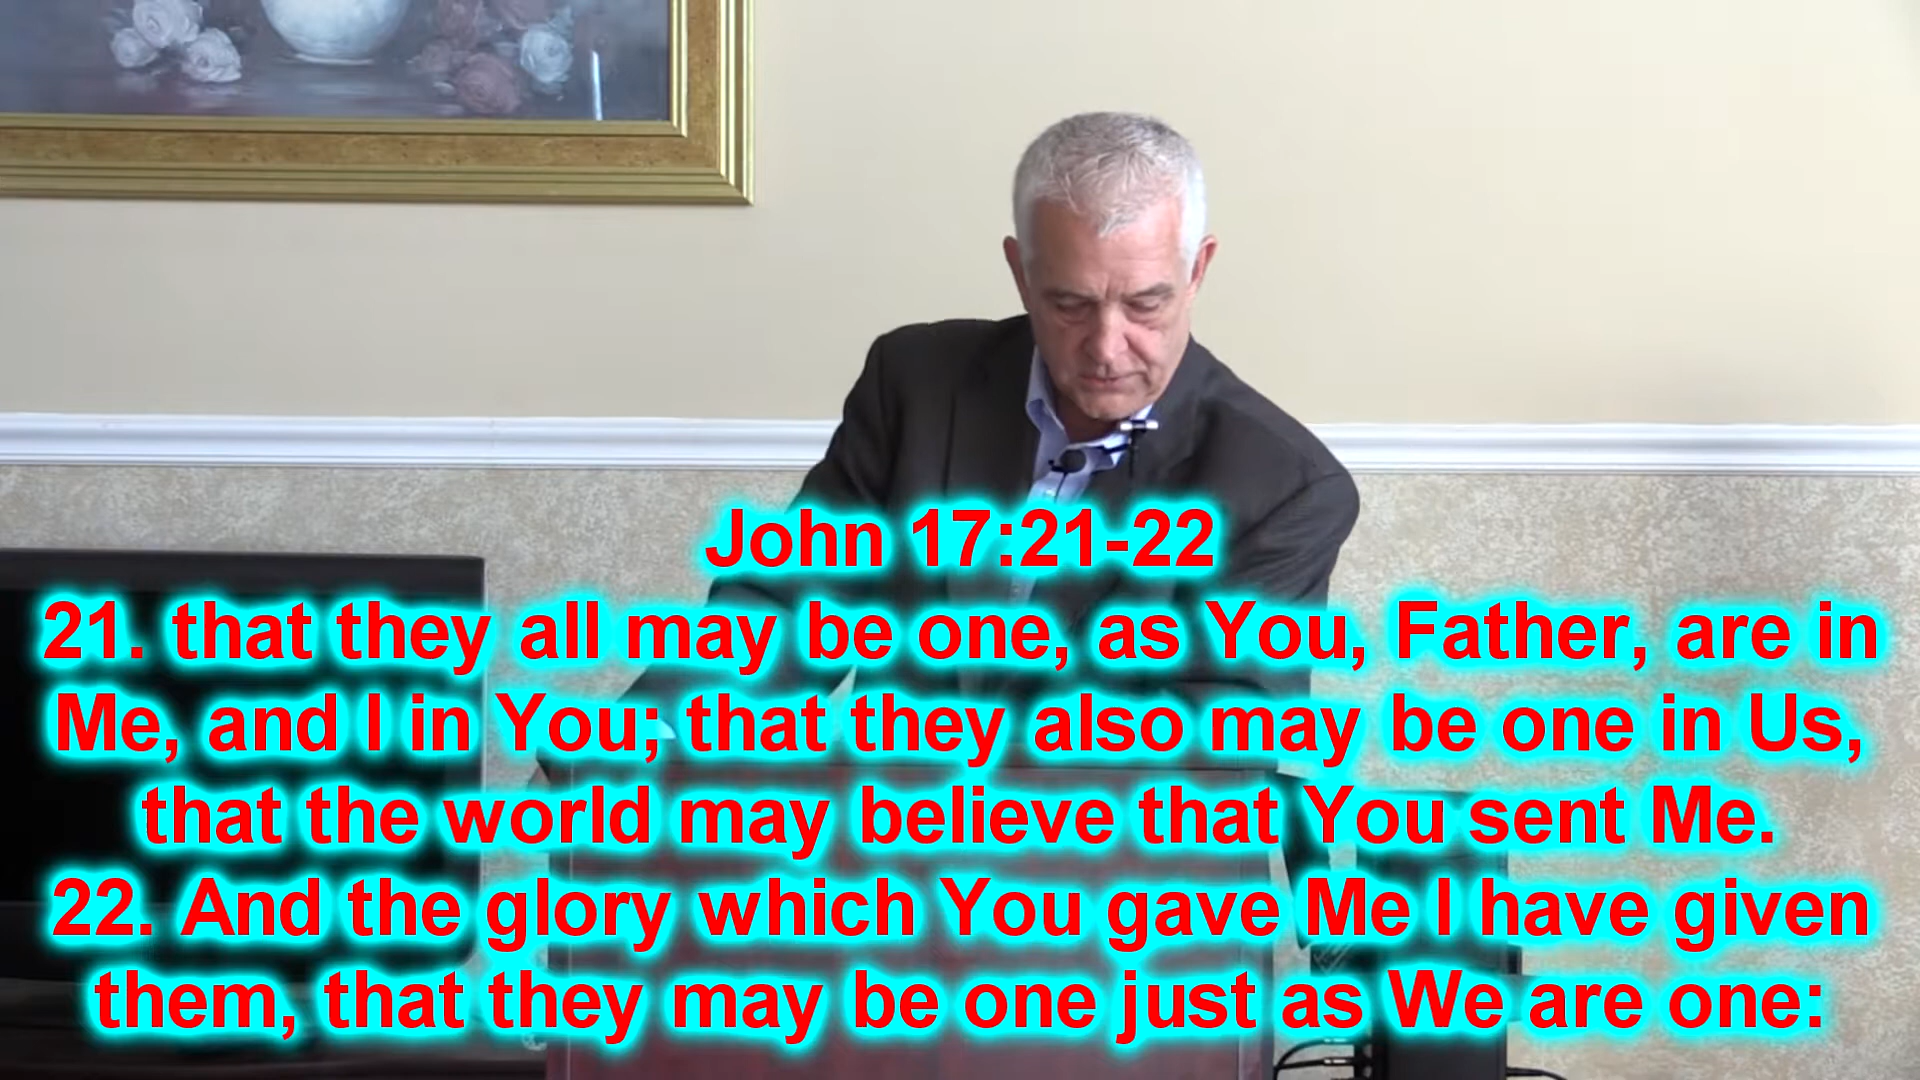 John 17:21-22
21. that they all may be one, as You, Father, are in
Me, and I in You; that they also may be one in Us,
that the world may believe that You sent Me.
22. And the glory which You gave Me I have given
them, that they may be one just as We are one: